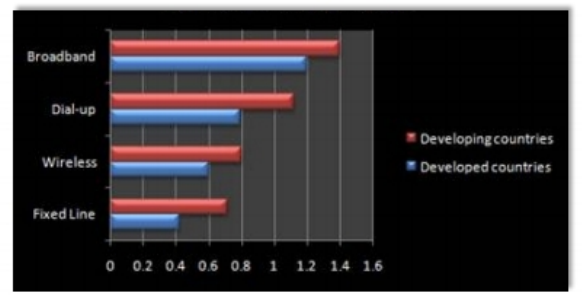 Broadband
Dial-up
Wireless
Fixed Line
0 0.2 0.4 0.6 0.8 1 1.2 1.4 1.6
Developing countries
Developed countries